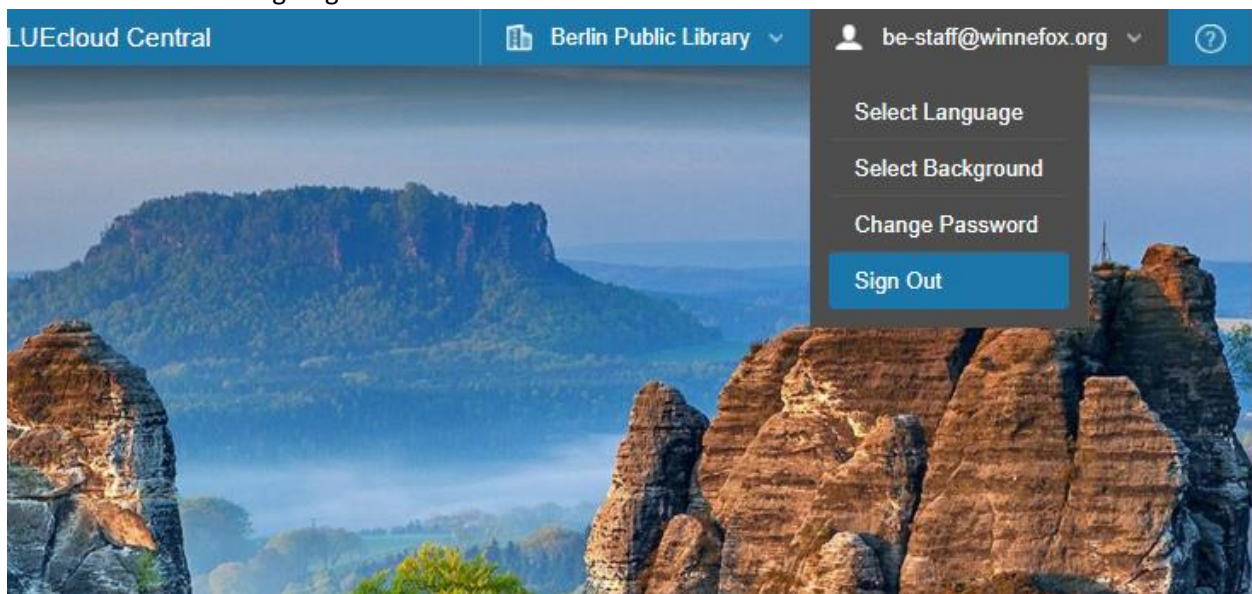 LUEcloud Central
Berlin Public Library
be-staff@winnefox.org
?
Select Language
Select Background
Change Password
Sign Out